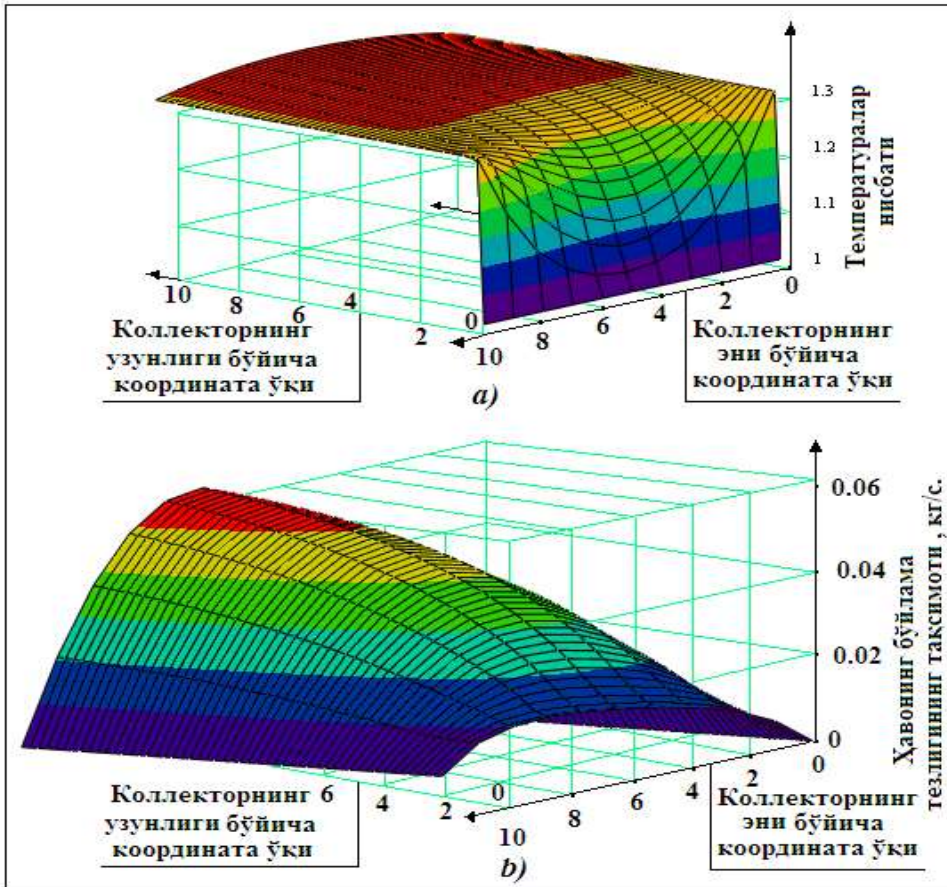 1.3
1.2
1.1
1
Температуралар
нисбати
10
8
6
4
2
0
10
8
6
4
2
0
Коллекторнинг
узунлиги бўйича
координата ўқи
Коллекторнинг
эни бўйича
координата ўқи
a)
0.06
0.04
0.02
0
Ҳавонинг бўйлама
тезлигининг таксимоти , кг/с.
6
4
2
0
10
8
6
4
2
0
Коллекторнинг
узунлиги бўйича
координата ўқи
Коллекторнинг
эни бўйича
координата ўқи
b)